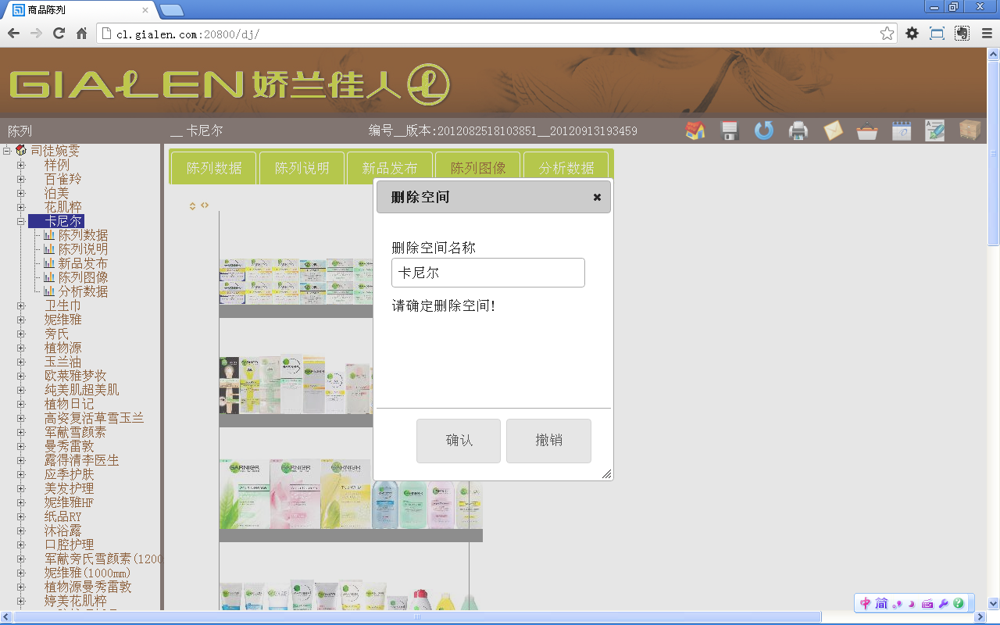 商品陈列
cl.gialen.com:20800/dj/
GIALEN 娇兰佳人
陈列
__ 卡尼尔
编号__版本:2012082518103851__20120913193459
司徒婉雯
样例
百雀羚
泊美
花肌粹
卡尼尔
陈列数据
陈列说明
新品发布
陈列图像
分析数据
卫生巾
妮维雅
旁氏
植物源
玉兰油
欧莱雅梦妆
纯美肌超美肌
植物日记
高姿复活草雪玉兰
军献雪颜素
曼秀雷敦
露得清李医生
应季护肤
美发护理
妮维雅HF
纸品RY
沐浴露
口腔护理
军献旁氏雪颜素(1200
妮维雅(1000mm)
植物源曼秀雷敦
婷美花肌粹
陈列数据
陈列说明
新品发布
陈列图像
分析数据
删除空间
删除空间名称
卡尼尔
请确定删除空间!
确认
撤销
GARNIER
GARNIER
GARNIER
中 简